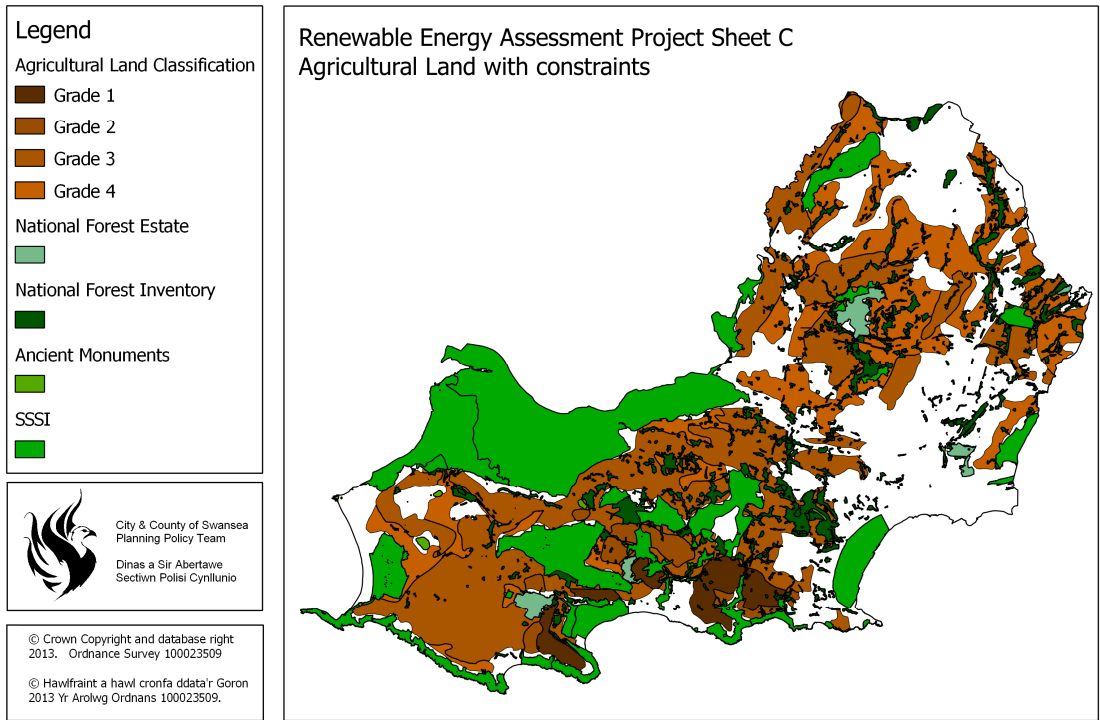 Legend
Agricultural Land Classification
Grade 1
Grade 2
Grade 3
Grade 4
National Forest Estate
National Forest Inventory
Ancient Monuments
SSSI
City & County of Swansea
Planning Policy Team
Dinas a Sir Abertawe
Sectiwn Polisi Cynllunio
© Crown Copyright and database right
2013. Ordnance Survey 100023509
© Hawlfraint a hawl cronfa ddata'r Goron
2013 Yr Arolwg Ordnans 100023509.
Renewable Energy Assessment Project Sheet C
Agricultural Land with constraints